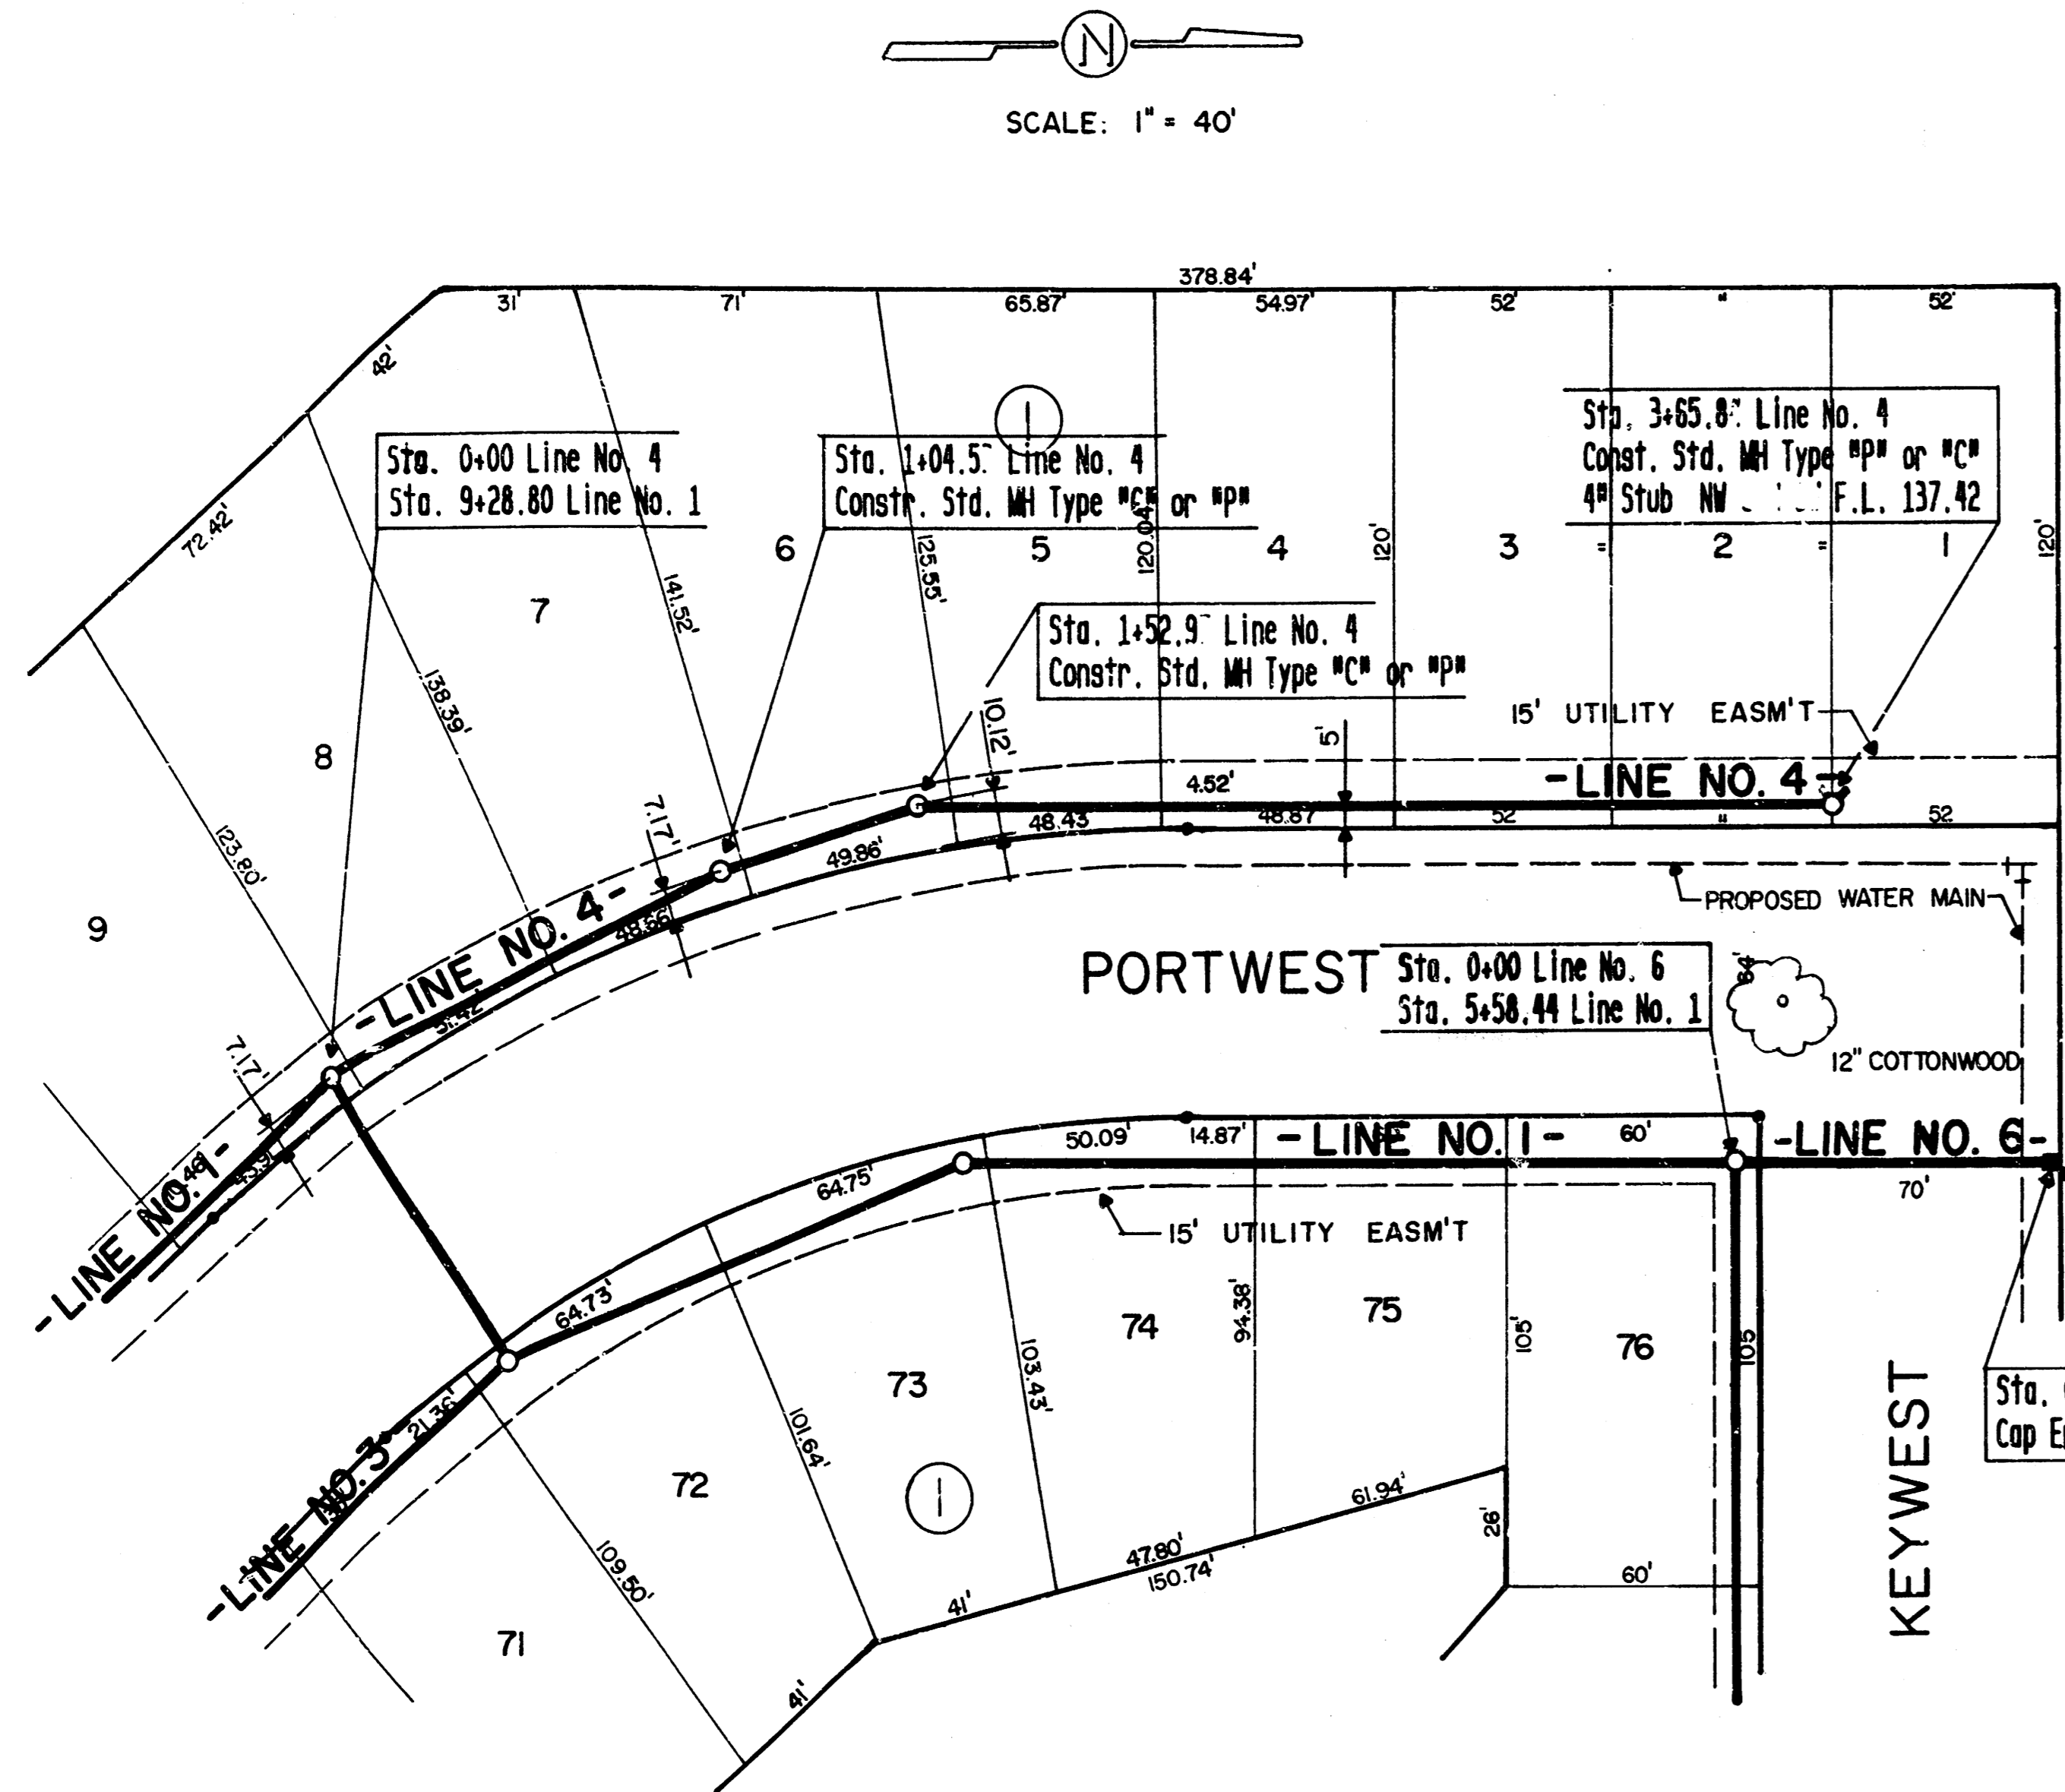 N
SCALE: 1" = 40'
378.84'
31'
71'
65.87'
54.97'
52'
"
52'
42'
72.42'
1
Sta. 0+00 Line No. 4
Sta. 9+28.80 Line No. 1
Sta. 1+04.5 Line No. 4
Constr. Std. MH Type "C" or "P"
Sta. 3+65.8 Line No. 4
Const. Std. MH Type "P" or "C"
4" Stub NW F.L. 137.42
6
5
4
3
=
2
=
1
125.55'
120.04'
120'
120'
7
141.52'
Sta. 1+52.9 Line No. 4
Constr. Std. MH Type "C" or "P"
138.39'
8
10.12'
5'
15' UTILITY EASM'T
-LINE NO. 4-
4.52'
123.80'
7.17'
48.43
48.87
52
"
52
49.86'
9
-LINE NO. 4-
48.66'
51.42'
PROPOSED WATER MAIN
PORTWEST
Sta. 0+00 Line No. 6
Sta. 5+58.44 Line No. 1
64'
12" COTTONWOOD
7.17'
-LINE NO. 1-
50.09'
14.87'
-LINE NO. 1-
60'
-LINE NO. 6-
70'
64.75'
15' UTILITY EASM'T
64.73'
94.38'
74
75
105'
76
105'
103.43'
73
21.36'
101.64'
72
1
-LINE NO. 3-
61.94'
26'
47.80'
150.74'
60'
109.50'
41'
71
41'
KEYWEST
Sta.
Cap